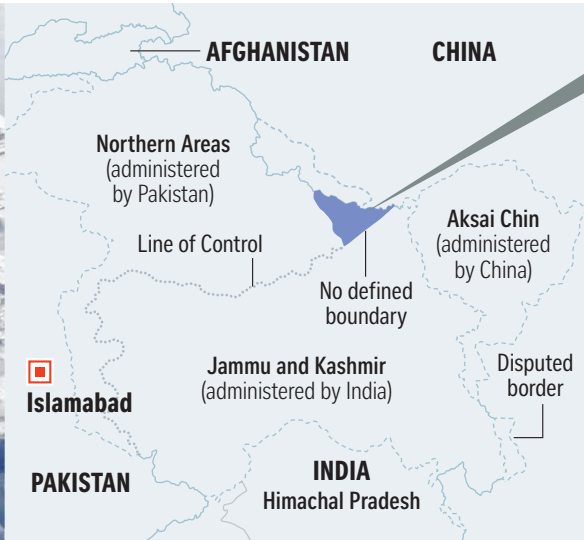 AFGHANISTAN
CHINA
Northern Areas
(administered
by Pakistan)
Line of Control
Aksai Chin
(administered
by China)
No defined
boundary
Jammu and Kashmir
(administered by India)
Disputed
border
Islamabad
PAKISTAN
INDIA
Himachal Pradesh